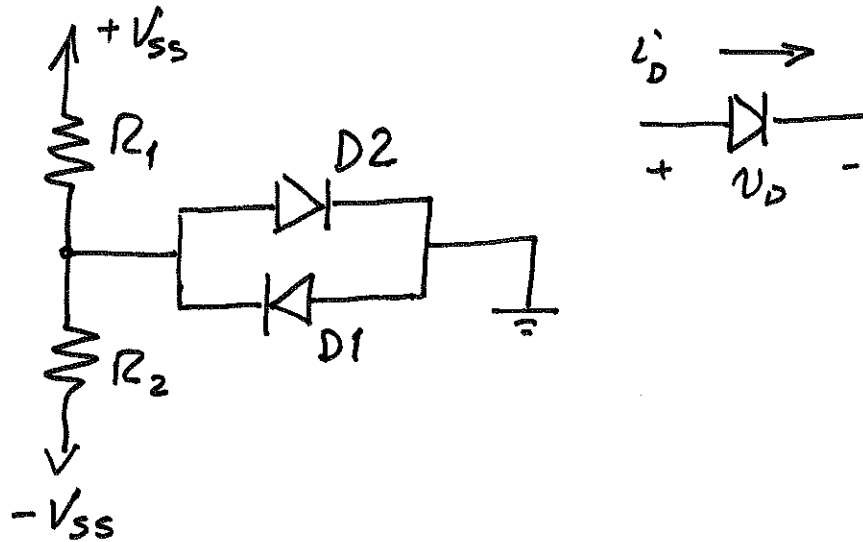 +V_SS
R_1
D2
D1
R_2
-V_SS
i_D
+ v_D -